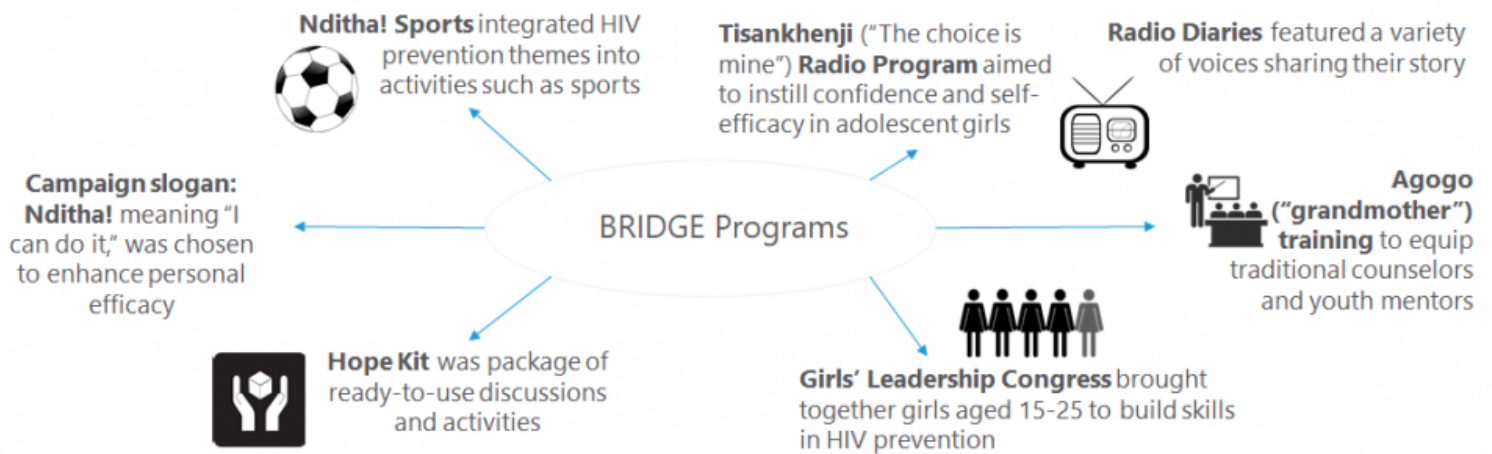 Nditha! Sports integrated HIV
prevention themes into
activities such as sports
Tisankhenji (“The choice is
mine”) Radio Program aimed
to instill confidence and self-
efficacy in adolescent girls
Radio Diaries featured a variety
of voices sharing their story
Campaign slogan:
Nditha! meaning “I
can do it,” was chosen
to enhance personal
efficacy
BRIDGE Programs
Agogo
(“grandmother”)
training to equip
traditional counselors
and youth mentors
Hope Kit was package of
ready-to-use discussions
and activities
Girls’ Leadership Congress brought
together girls aged 15-25 to build skills
in HIV prevention